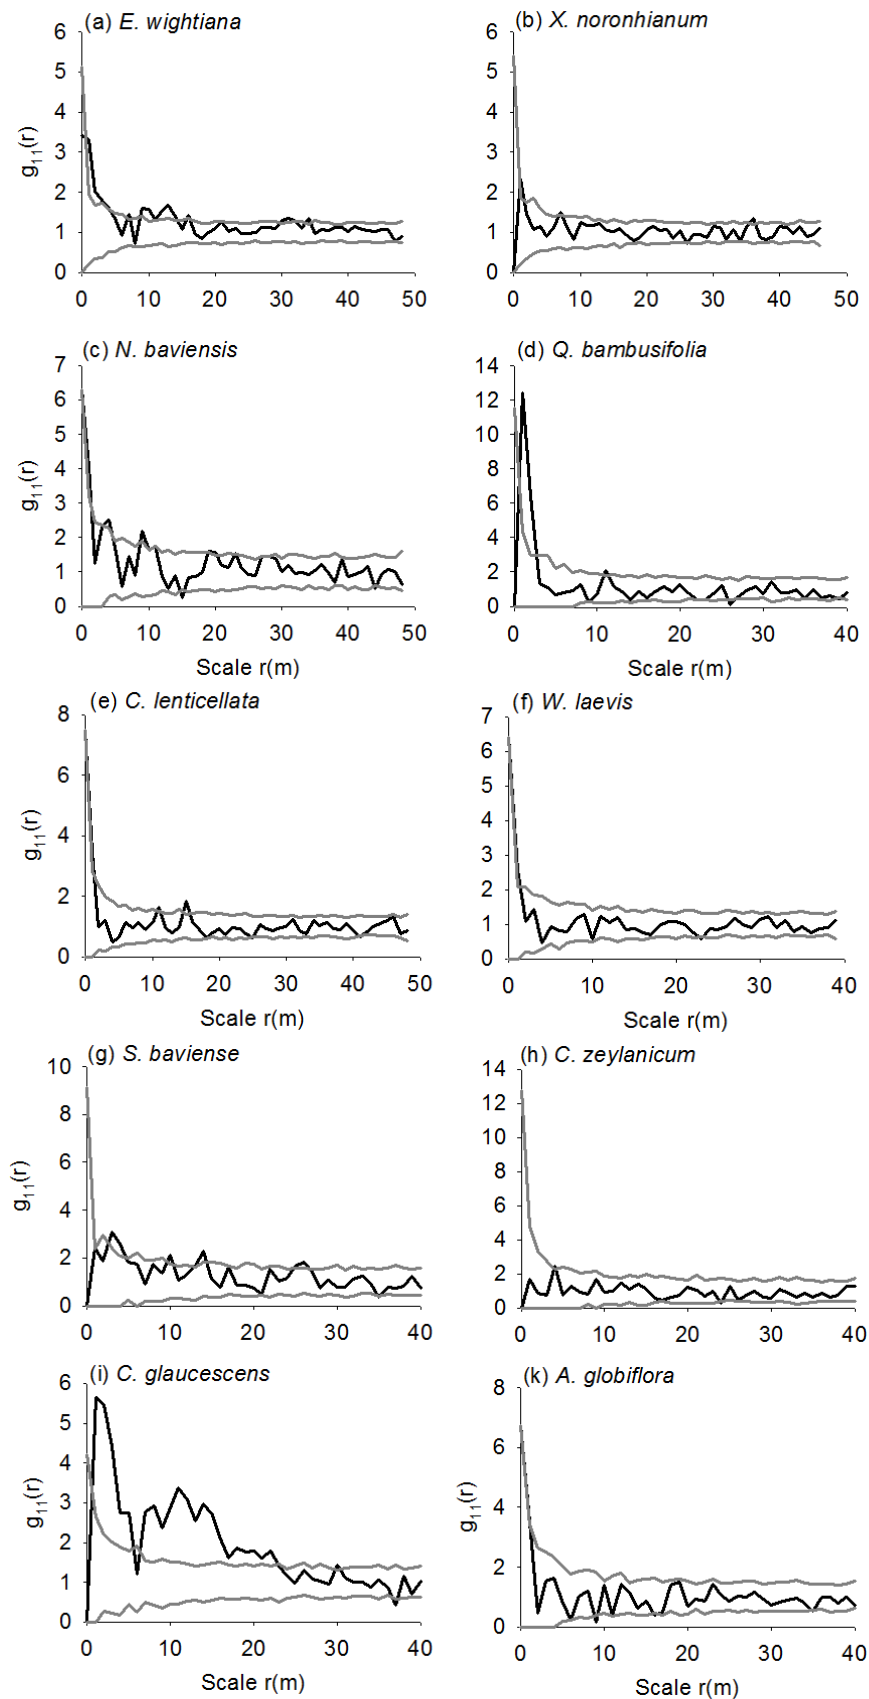 (a) E. wightiana
6
5
4
3
2
1
0
g11(r)
0 10 20 30 40 50
(b) X. noronhianum
6
5
4
3
2
1
0
0 10 20 30 40 50
(c) N. baviensis
7
6
5
4
3
2
1
0
g11(r)
0 10 20 30 40 50
Scale r(m)
(d) Q. bambusifolia
14
12
10
8
6
4
2
0
0 10 20 30 40
Scale r(m)
(e) C. lenticellata
8
6
4
2
0
g11(r)
0 10 20 30 40 50
Scale r(m)
(f) W. laevis
7
6
5
4
3
2
1
0
0 10 20 30 40
Scale r(m)
(g) S. baviense
10
8
6
4
2
0
g11(r)
0 10 20 30 40
Scale r(m)
(h) C. zeylanicum
14
12
10
8
6
4
2
0
0 10 20 30 40
Scale r(m)
(i) C. glaucescens
6
5
4
3
2
1
0
g11(r)
0 10 20 30 40
Scale r(m)
(k) A. globiflora
8
6
4
2
0
g11(r)
0 10 20 30 40
Scale r(m)